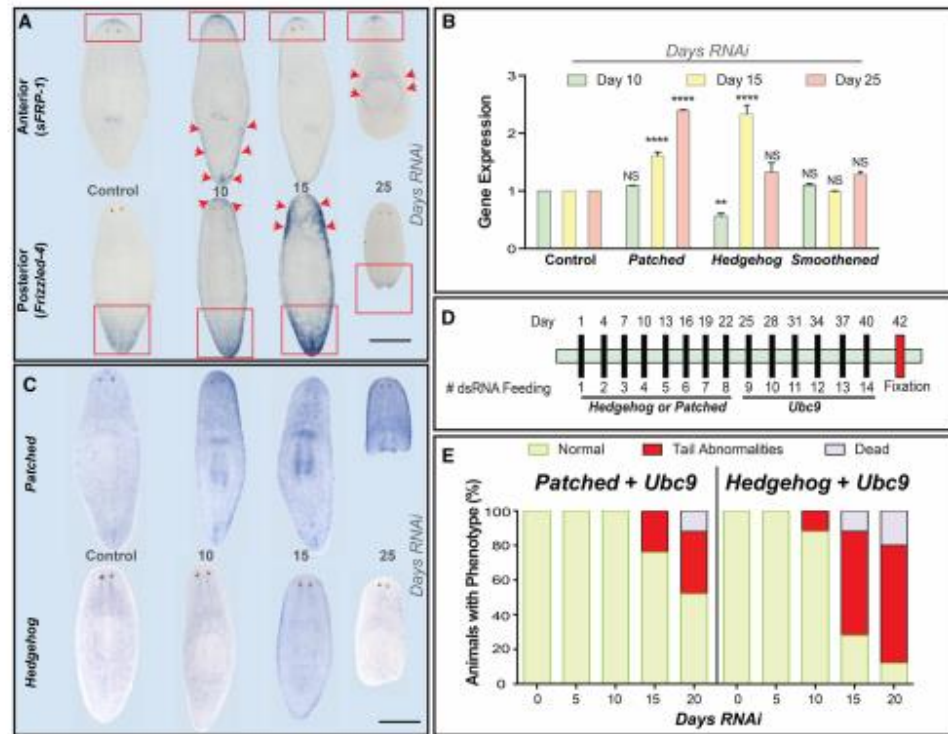 A
Anterior
(sFRP-1)
Control
10
15
25
Days RNAi
Posterior
(Frizzled-4)
B
Days RNAi
Day 10
Day 15
Day 25
Gene Expression
3
2
1
0
NS
****
****
**
****
NS
NS
NS
NS
Control
Patched
Hedgehog
Smoothened
C
Patched
Control
10
15
25
Days RNAi
Hedgehog
D
Day 1 4 7 10 13 16 19 22 25 28 31 34 37 40 42
# dsRNA Feeding 1 2 3 4 5 6 7 8 9 10 11 12 13 14 Fixation
Hedgehog or Patched
Ubc9
E
Normal
Tail Abnormalities
Dead
Patched + Ubc9
Hedgehog + Ubc9
Animals with Phenotype (%)
100
80
60
40
20
0
0 5 10 15 20 0 5 10 15 20
Days RNAi